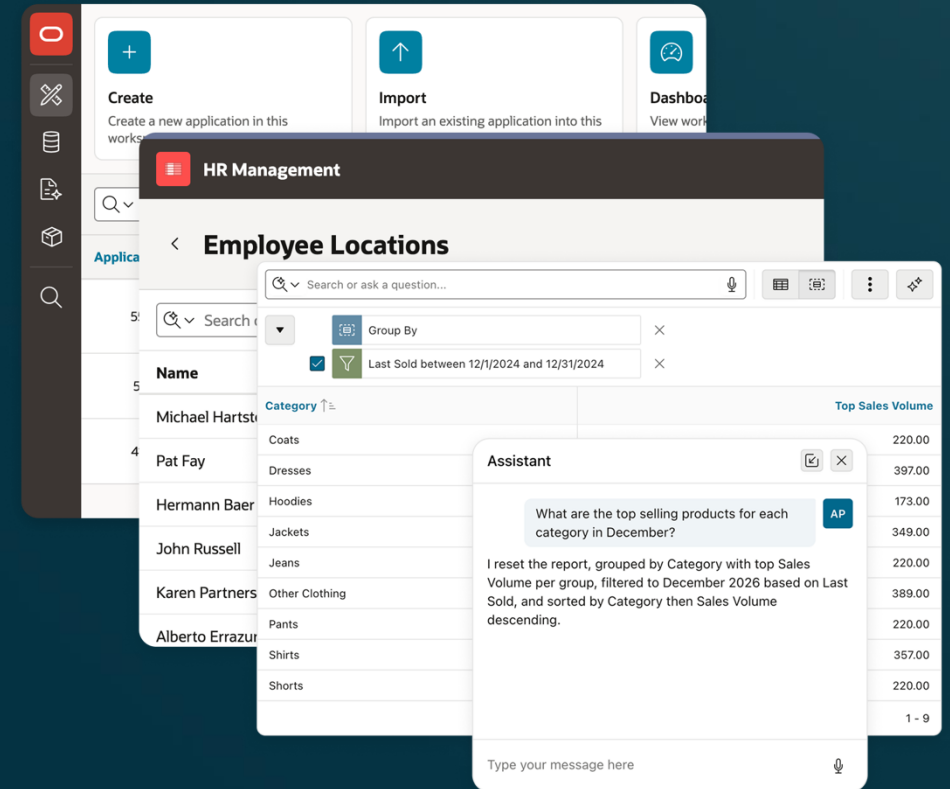 Create
Create a new application in this
Import
Import an existing application into this
View
HR Management
Employee Locations
Search
Name
Michael
Pat Fay
Hermann Baer
John Russell
Karen Partners
Alberto
Search or ask a question...
Group By
Last Sold between 12/1/2024 and 12/31/2024
Category
Top Sales Volume
Coats
220.00
Dresses
397.00
Hoodies
173.00
Jackets
349.00
Jeans
220.00
Other Clothing
389.00
Pants
220.00
Shirts
357.00
Shorts
220.00
1 - 9
Assistant
What are the top selling products for each
category in December?
AP
I reset the report, grouped by Category with top Sales
Volume per group, filtered to December 2026 based on Last
Sold, and sorted by Category then Sales Volume
descending.
Type your message here